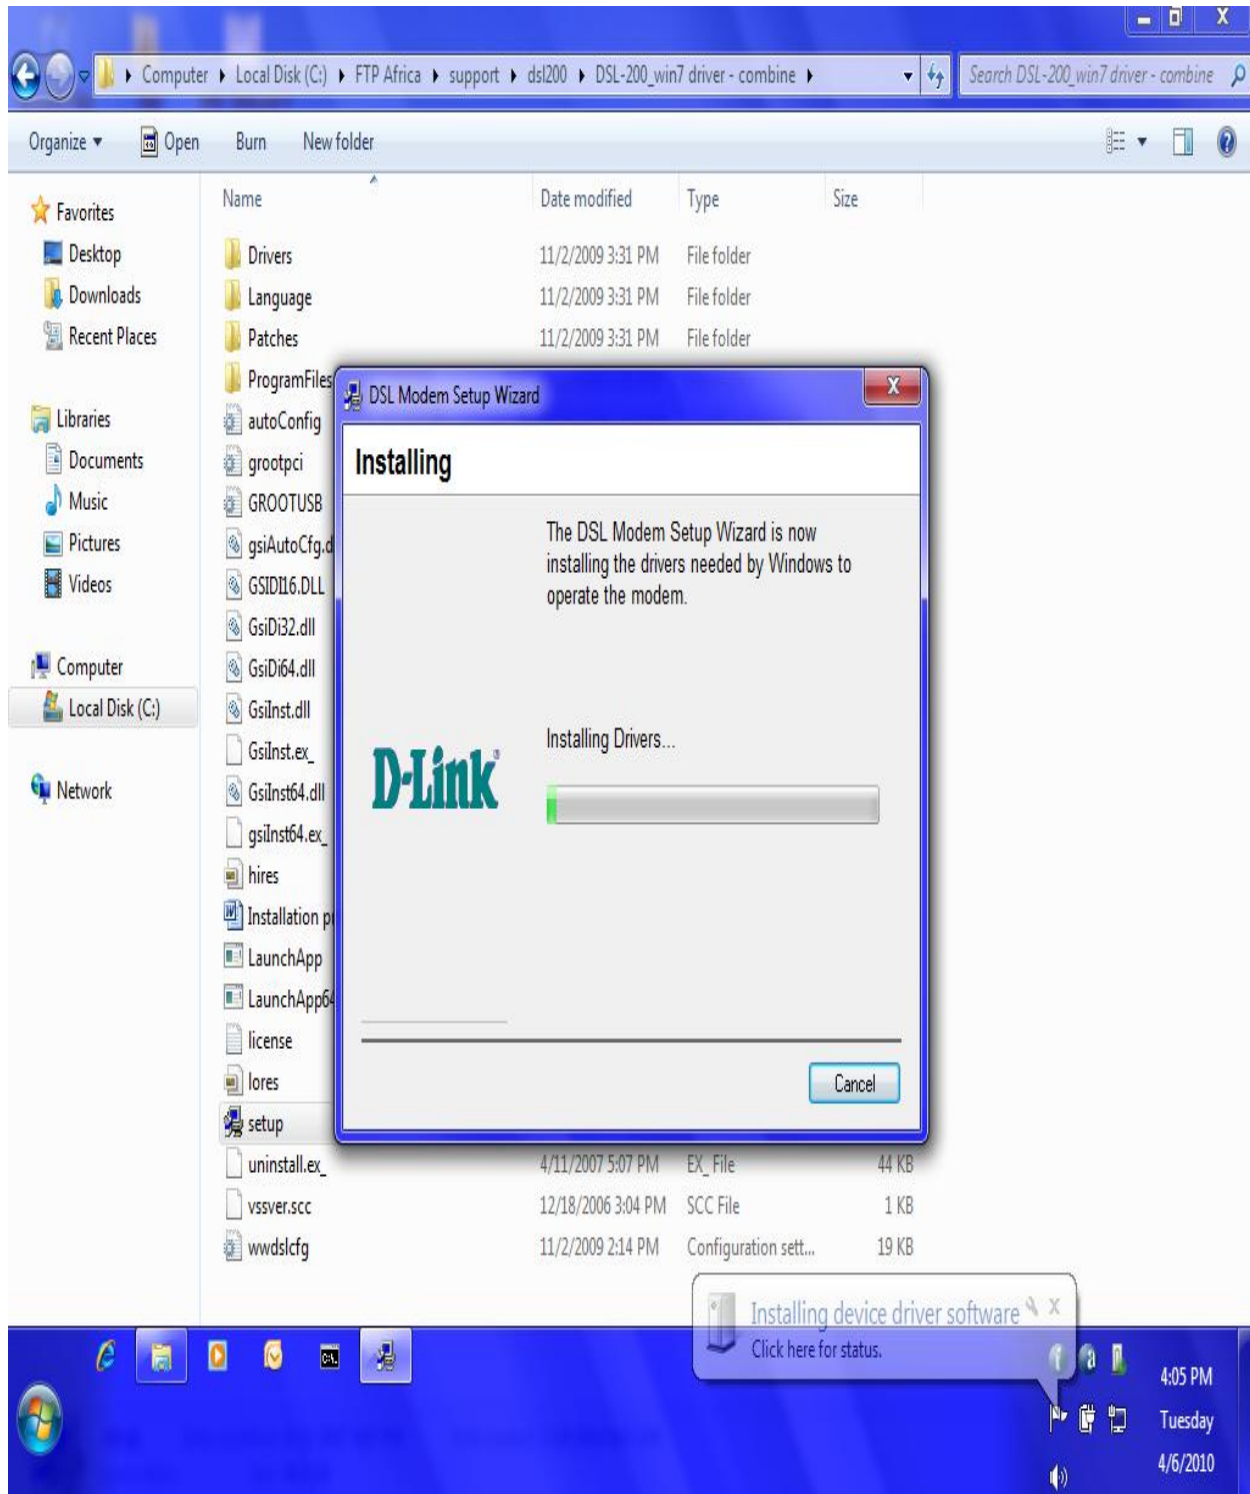 Computer ▸ Local Disk (C:) ▸ FTP Africa ▸ support ▸ dsl200 ▸ DSL-200_win7 driver - combine ▸
Search DSL-200_win7 driver - combine
Organize Open Burn New folder
Name Date modified Type Size
Favorites
Desktop
Downloads
Recent Places
Libraries
Documents
Music
Pictures
Videos
Computer
Local Disk (C:)
Network
Drivers 11/2/2009 3:31 PM File folder
Language 11/2/2009 3:31 PM File folder
Patches 11/2/2009 3:31 PM File folder
ProgramFiles
autoConfig
grootpci
GROOTUSB
gsiAutoCfg.d
GSIDI16.DLL
GsiDi32.dll
GsiDi64.dll
GsiInst.dll
GsiInst.ex_
GsiInst64.dll
gsiInst64.ex_
hires
Installation
LaunchApp
LaunchApp64
license
lores
setup
uninstall.ex_ 4/11/2007 5:07 PM EX_ File 44 KB
vssver.scc 12/18/2006 3:04 PM SCC File 1 KB
wwdslcfg 11/2/2009 2:14 PM Configuration sett... 19 KB
DSL Modem Setup Wizard
Installing
The DSL Modem Setup Wizard is now
installing the drivers needed by Windows to
operate the modem.
Installing Drivers...
D-Link
Cancel
Installing device driver software
Click here for status.
4:05 PM
Tuesday
4/6/2010